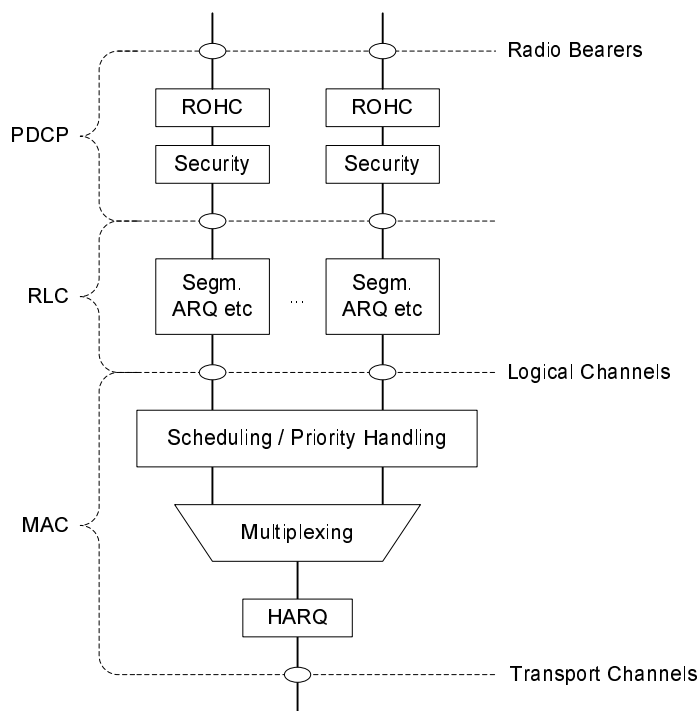 Radio Bearers
ROHC ROHC
PDCP
Security Security
Segm. ARQ etc ... Segm. ARQ etc
RLC
Logical Channels
Scheduling / Priority Handling
MAC
Multiplexing
HARQ
Transport Channels